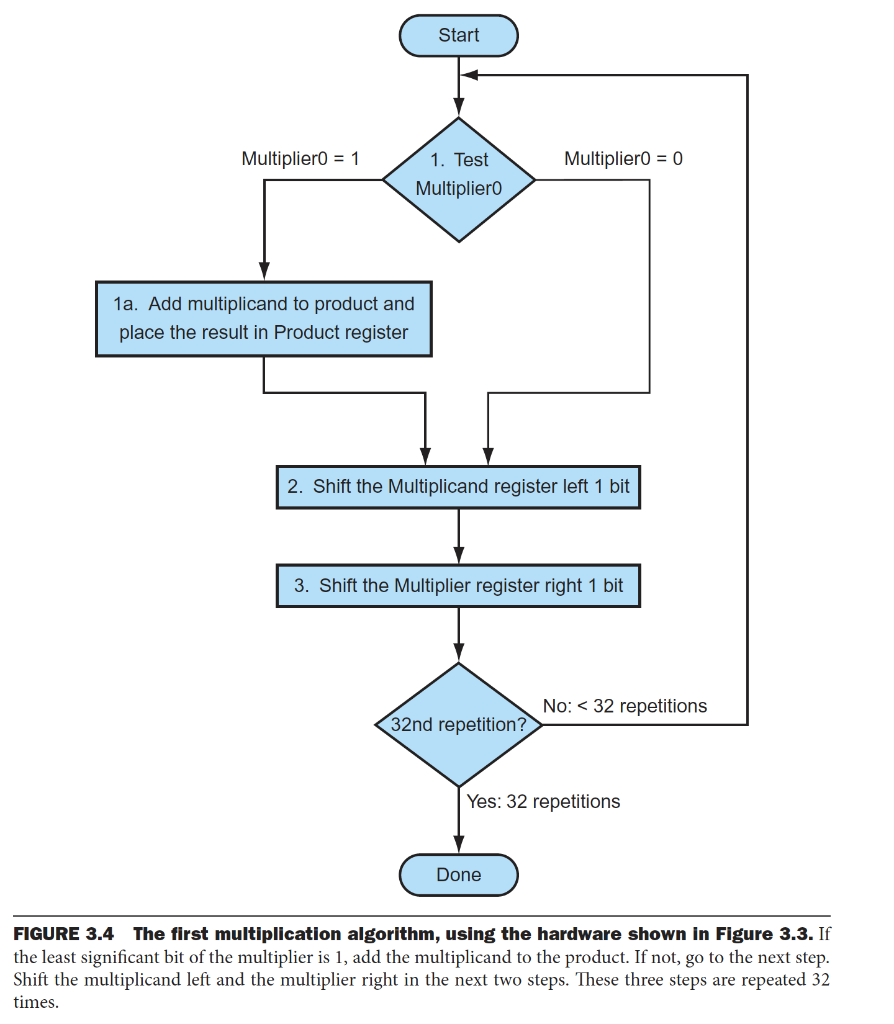 Start
Multiplier0 = 1
1. Test
Multiplier0
Multiplier0 = 0
1a. Add multiplicand to product and
place the result in Product register
2. Shift the Multiplicand register left 1 bit
3. Shift the Multiplier register right 1 bit
32nd repetition?
No: < 32 repetitions
Yes: 32 repetitions
Done
FIGURE 3.4 The first multiplication algorithm, using the hardware shown in Figure 3.3. If
the least significant bit of the multiplier is 1, add the multiplicand to the product. If not, go to the next step.
Shift the multiplicand left and the multiplier right in the next two steps. These three steps are repeated 32
times.